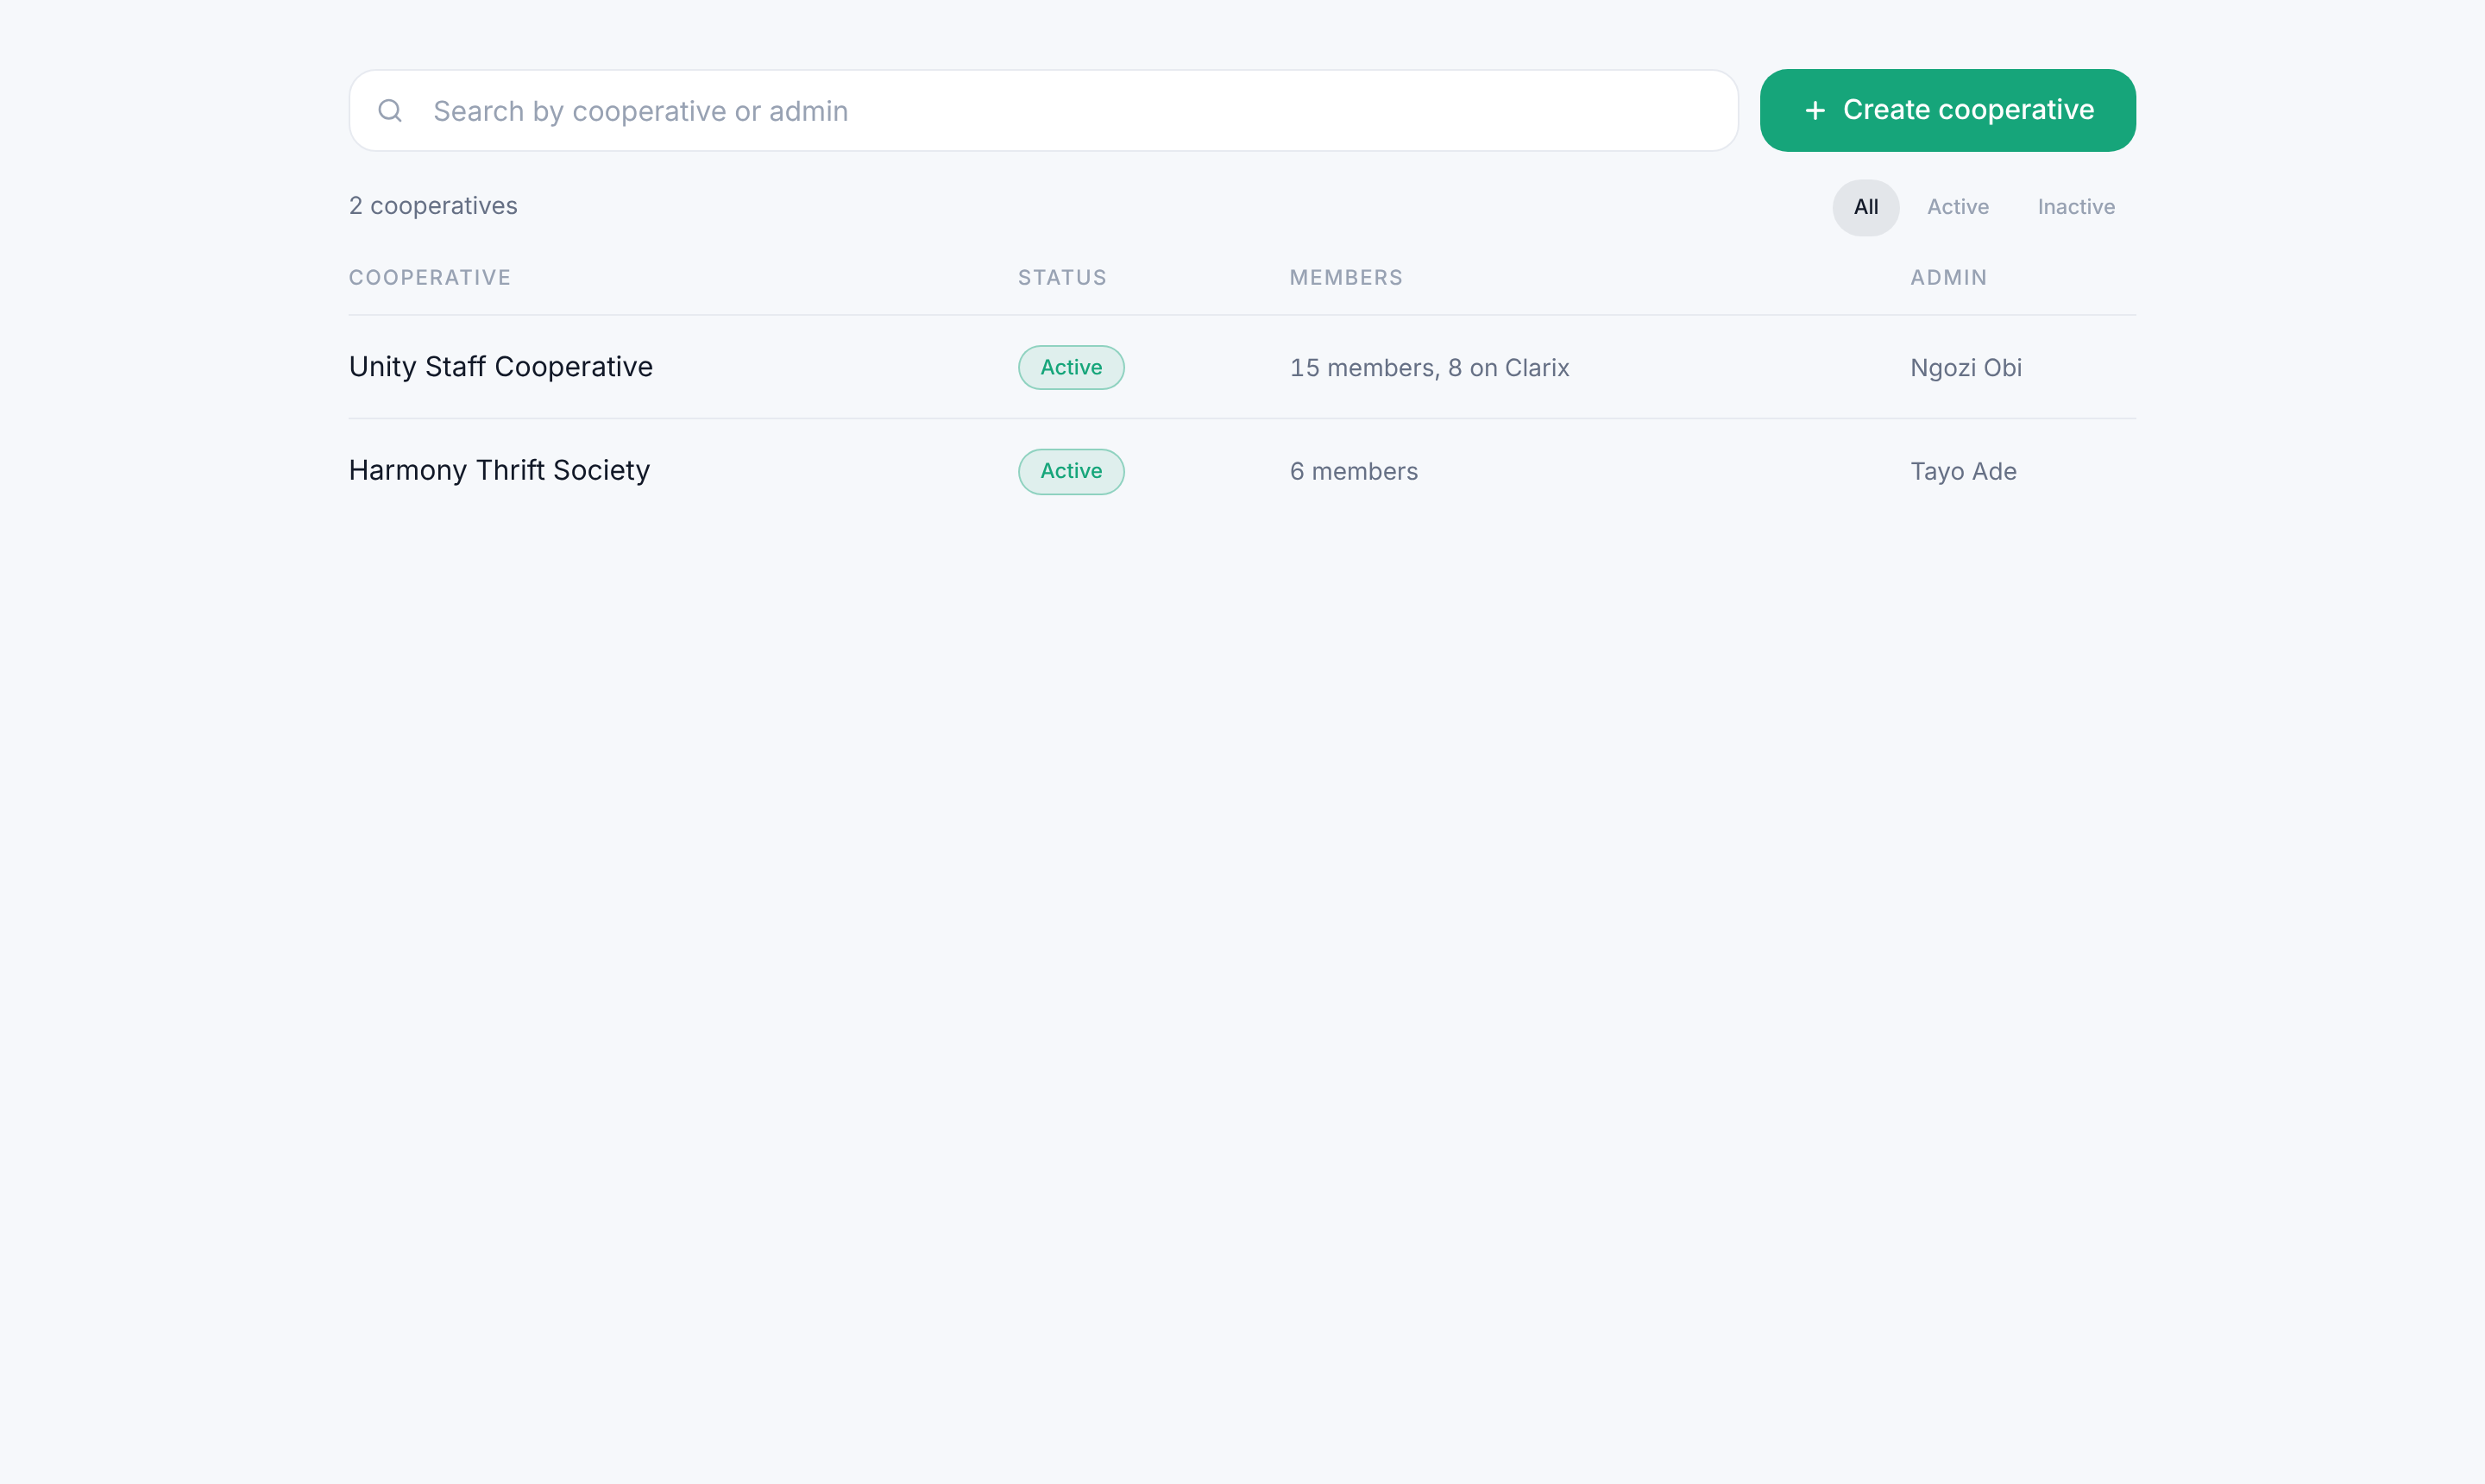 Search by cooperative or admin
+ Create cooperative
2 cooperatives
All Active Inactive
COOPERATIVE STATUS MEMBERS ADMIN
Unity Staff Cooperative Active 15 members, 8 on Clarix Ngozi Obi
Harmony Thrift Society Active 6 members Tayo Ade